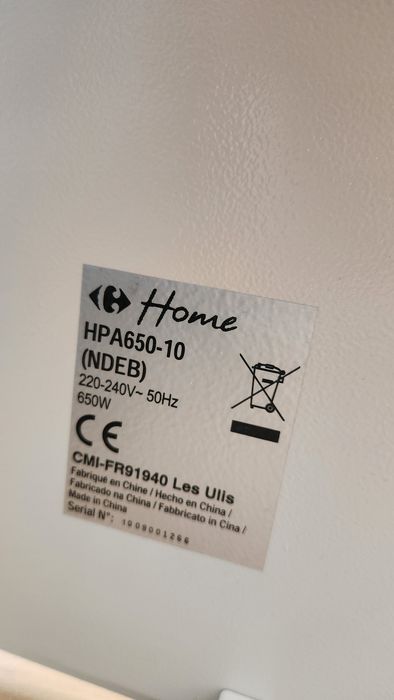 Home
HPA650-10
(NDEB)
220-240V~ 50Hz
650W
CE
CMI-FR91940 Les Ulis
Fabriqué en Chine / Hecho en China /
Fabricado na China / Fabbricato in Cina /
Made in China
Serial N°: 1008001266